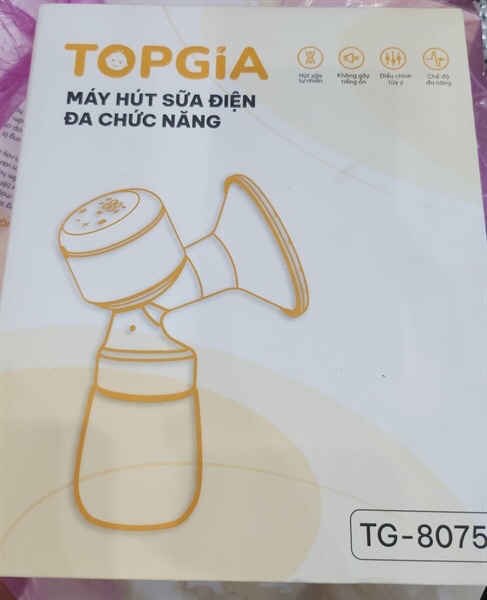 TOPGIA
MÁY HÚT SỮA ĐIỆN
ĐA CHỨC NĂNG
Hút sữa
tự nhiên
Không gây
tiếng ồn
Điều chỉnh
tùy ý
Chế độ
đa năng
TG-8075